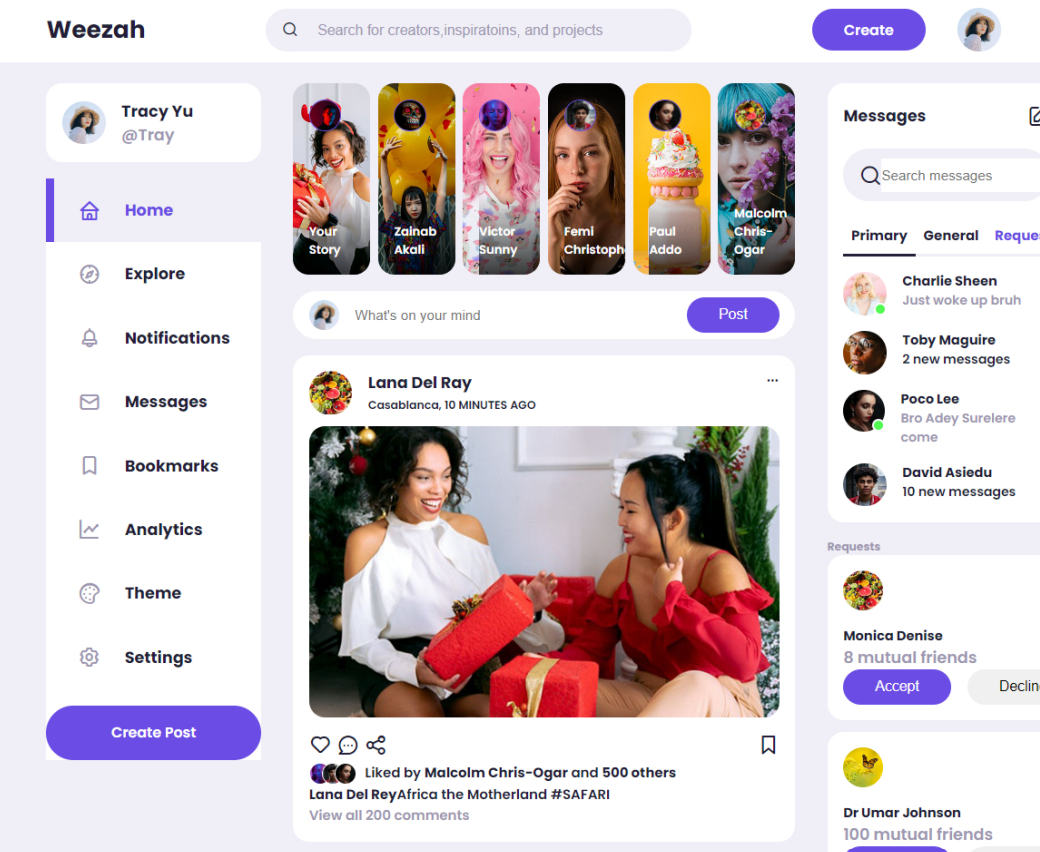 Weezah
Search for creators,inspiratoins, and projects
Create
Tracy Yu
@Tray
Home
Explore
Notifications
Messages
Bookmarks
Analytics
Theme
Settings
Create Post
Your
Story
Zainab
Akali
Victor
Sunny
Femi
Christoph
Paul
Addo
Malcolm
Chris-
Ogar
What's on your mind
Post
Lana Del Ray
Casablanca, 10 MINUTES AGO
Liked by Malcolm Chris-Ogar and 500 others
Lana Del ReyAfrica the Motherland #SAFARI
View all 200 comments
Messages
Search messages
Primary General Reque
Charlie Sheen
Just woke up bruh
Toby Maguire
2 new messages
Poco Lee
Bro Adey Surelere
come
David Asiedu
10 new messages
Requests
Monica Denise
8 mutual friends
Accept Declin
Dr Umar Johnson
100 mutual friends